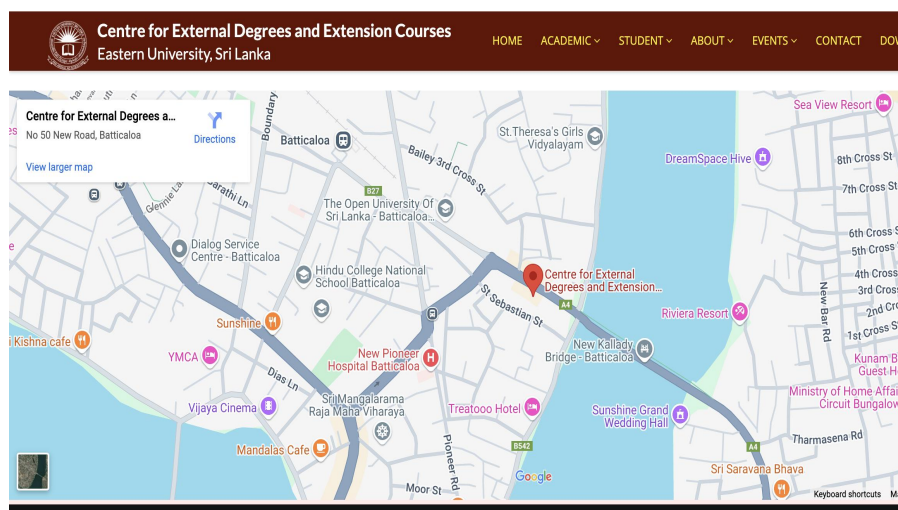 Centre for External Degrees and Extension Courses
Eastern University, Sri Lanka
HOME ACADEMIC STUDENT ABOUT EVENTS CONTACT
Centre for External Degrees a...
No 50 New Road, Batticaloa
Directions
View larger map
Boundary
Batticaloa
Bailey 3rd Cross St
St.Theresa's Girls
Vidyalayam
Sea View Resort
DreamSpace Hive
8th Cross St
7th Cross St
6th Cross S
5th Cross
4th Cross
3rd Cros
2nd Cro
1st Cross S
New Bar Rd
B27
The Open University Of
Sri Lanka - Batticaloa...
Dialog Service
Centre - Batticaloa
Hindu College National
School Batticaloa
Centre for External
Degrees and Extension...
St Sebastian St
A4
Riviera Resort
Sunshine
i Kishna cafe
YMCA
New Pioneer
Hospital Batticaloa
New Kallady
Bridge - Batticaloa
Kunam B
Guest H
Dias Ln
Ministry of Home Affai
Circuit Bungalow
Vijaya Cinema
Sri Mangalarama
Raja Maha Viharaya
Treatooo Hotel
Sunshine Grand
Wedding Hall
Mandalas Cafe
Pioneer Rd
B542
A4
Tharmasena Rd
Sri Saravana Bhava
Google
Moor St
Keyboard shortcuts